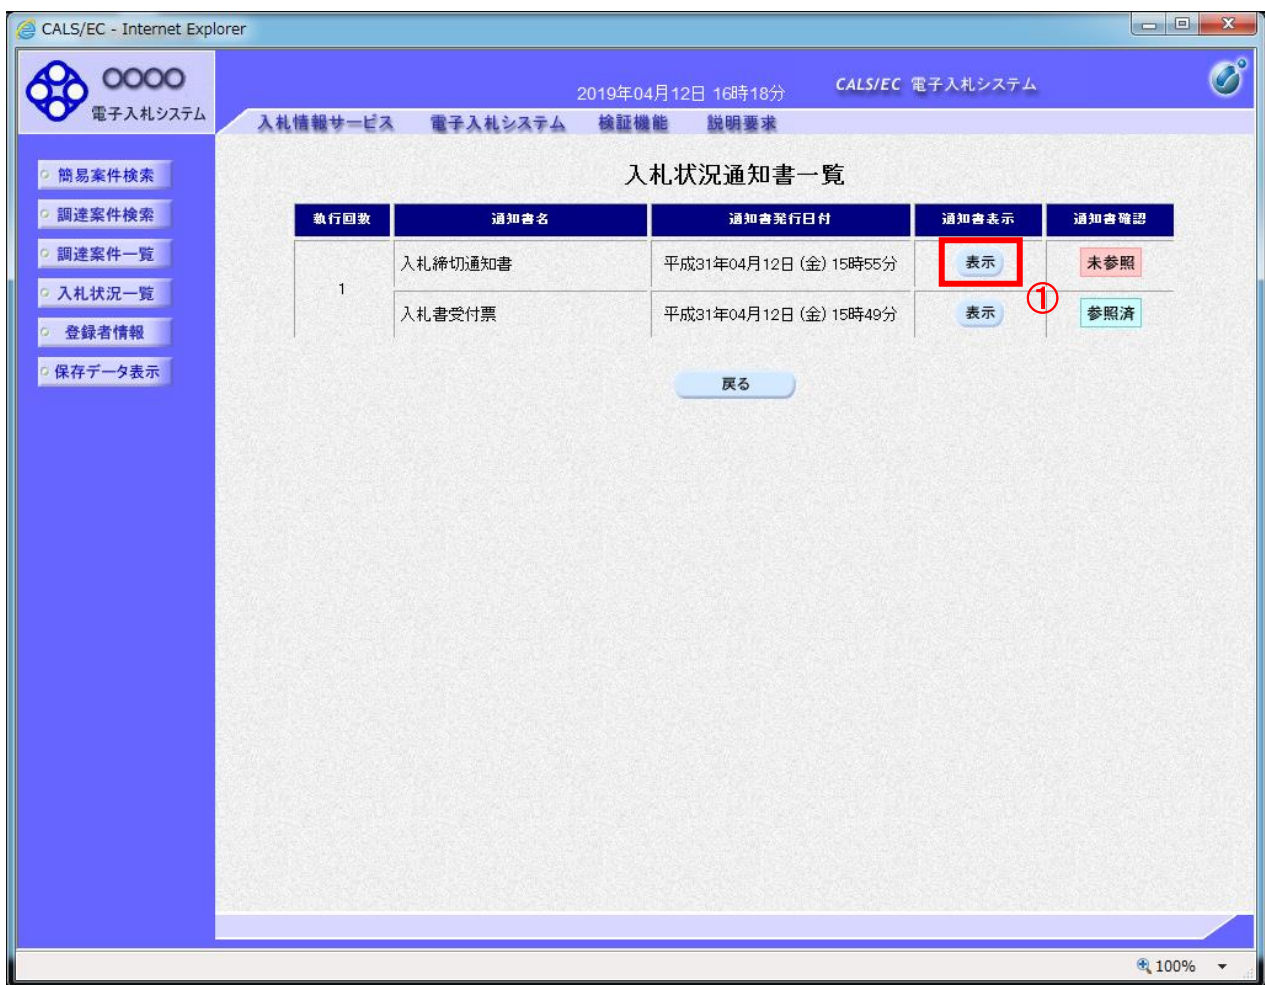 CALS/EC - Internet Explorer
OOOO
電子入札システム
2019年04月12日 16時18分
CALS/EC 電子入札システム
入札情報サービス 電子入札システム 検証機能 説明要求
簡易案件検索
調達案件検索
調達案件一覧
入札状況一覧
登録者情報
保存データ表示
入札状況通知書一覧
執行回数 通知書名 通知書発行日付 通知書表示 通知書確認
1
入札締切通知書 平成31年04月12日 (金) 15時55分 表示 未参照
①
入札書受付票 平成31年04月12日 (金) 15時49分 表示 参照済
戻る
100%